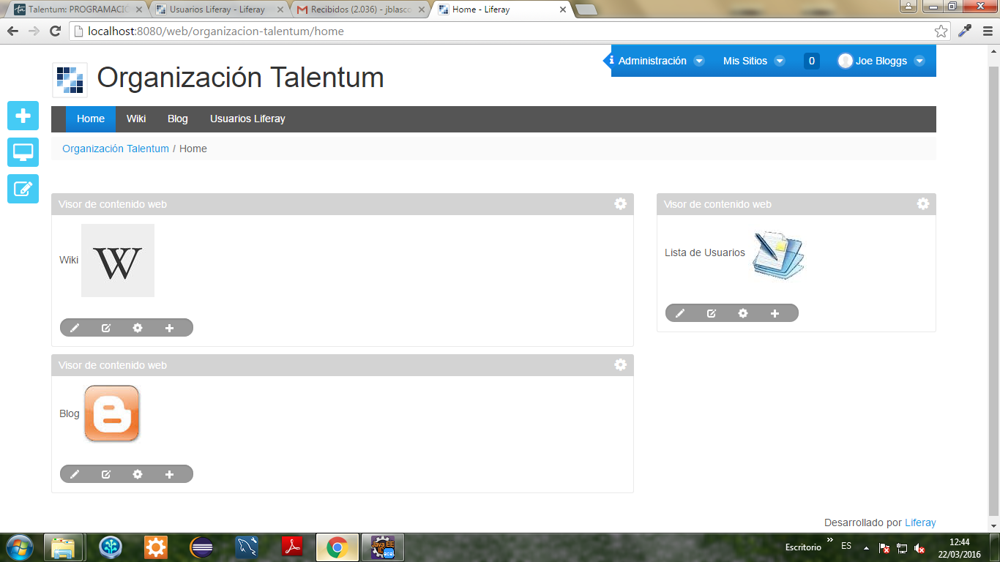 Talentum: PROGRAMACIÓ
Usuarios Liferay - Liferay
Recibidos (2.036) - jblasco
Home - Liferay
localhost:8080/web/organizacion-talentum/home
Administración
Mis Sitios
0
Joe Bloggs
Organización Talentum
Home
Wiki
Blog
Usuarios Liferay
Organización Talentum / Home
Visor de contenido web
Wiki
W
Visor de contenido web
Lista de Usuarios
Visor de contenido web
Blog
Desarrollado por Liferay
Java EE
IDE
Escritorio
ES
12:44
22/03/2016